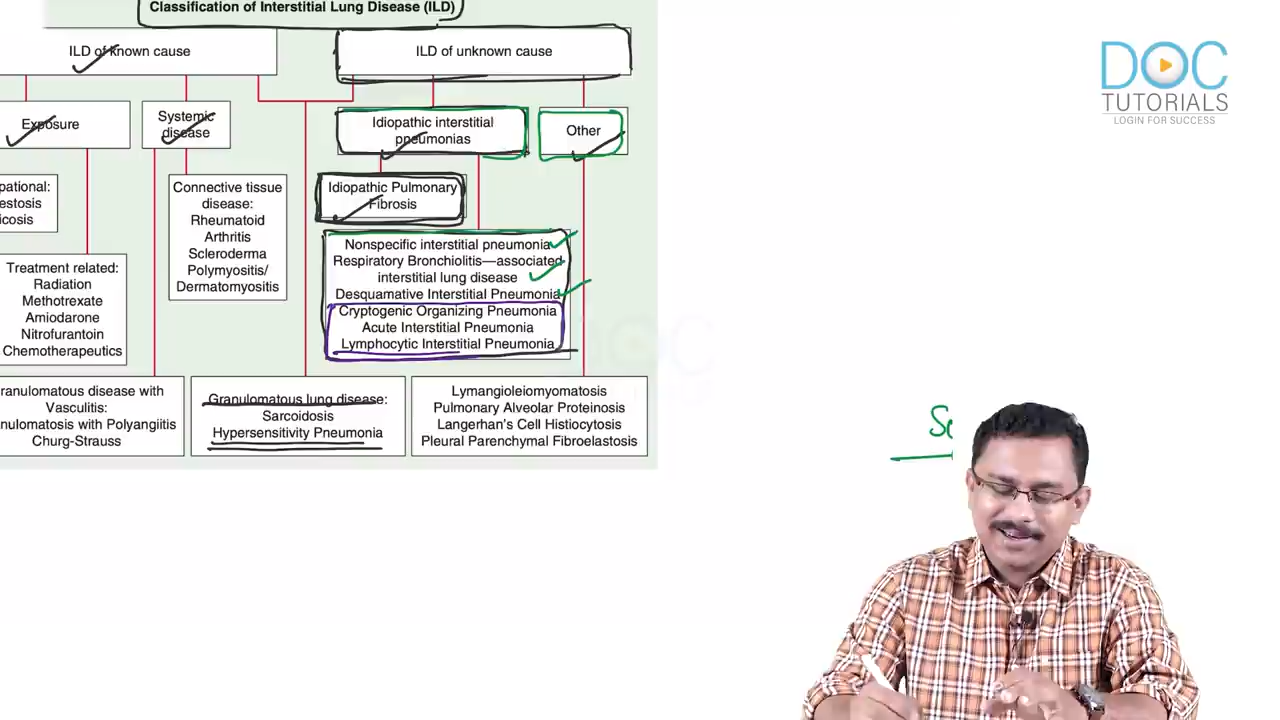 Classification of Interstitial Lung Disease (ILD)
ILD of known cause
ILD of unknown cause
Exposure
Systemic
disease
Idiopathic interstitial
pneumonias
Other
pational:
estosis
icosis
Connective tissue
disease:
Rheumatoid
Arthritis
Scleroderma
Polymyositis/
Dermatomyositis
Idiopathic Pulmonary
Fibrosis
Nonspecific interstitial pneumonia
Respiratory Bronchiolitis—associated
interstitial lung disease
Desquamative Interstitial Pneumonia
Cryptogenic Organizing Pneumonia
Acute Interstitial Pneumonia
Lymphocytic Interstitial Pneumonia
Treatment related:
Radiation
Methotrexate
Amiodarone
Nitrofurantoin
Chemotherapeutics
ranulomatous disease with
Vasculitis:
nulomatosis with Polyangiitis
Churg-Strauss
Granulomatous lung disease:
Sarcoidosis
Hypersensitivity Pneumonia
Lymangioleiomyomatosis
Pulmonary Alveolar Proteinosis
Langerhan's Cell Histiocytosis
Pleural Parenchymal Fibroelastosis
DOC
TUTORIALS
LOGIN FOR SUCCESS